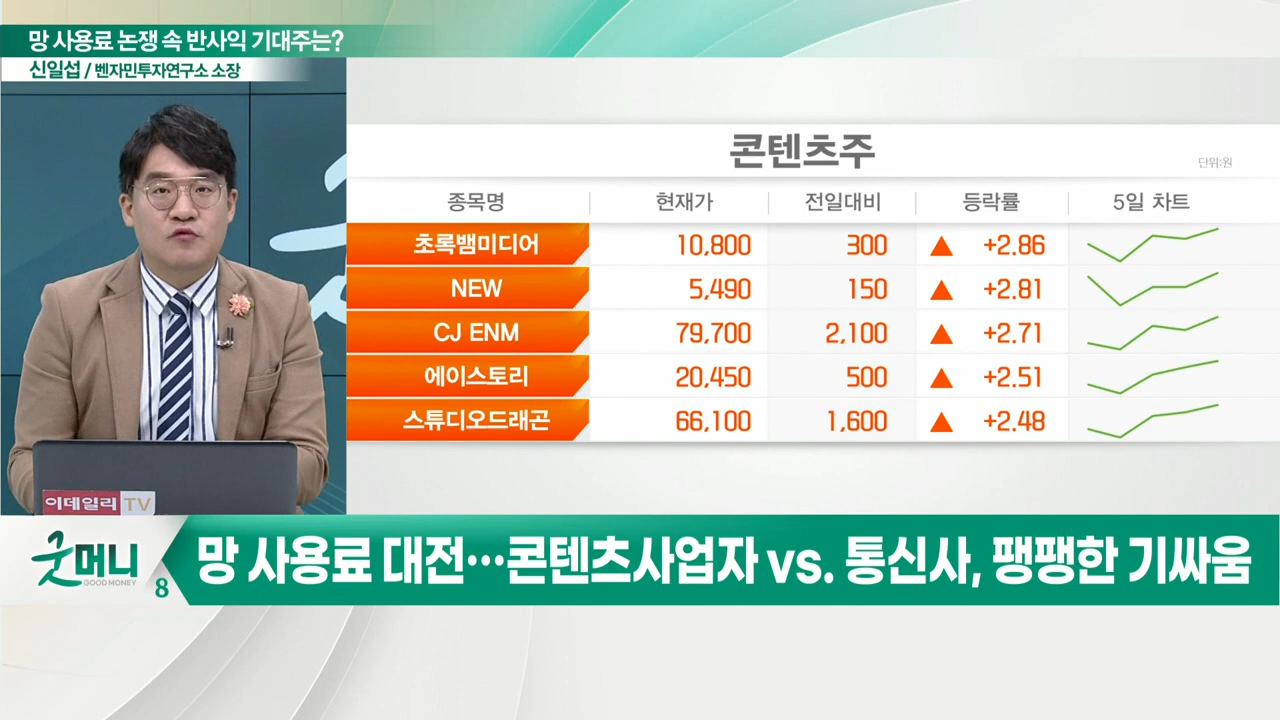 망 사용료 논쟁 속 반사익 기대주는?
신일섭 / 벤자민투자연구소 소장
콘텐츠주
단위:원
종목명 현재가 전일대비 등락률 5일 차트
초록뱀미디어 10,800 300 ▲ +2.86
NEW 5,490 150 ▲ +2.81
CJ ENM 79,700 2,100 ▲ +2.71
에이스토리 20,450 500 ▲ +2.51
스튜디오드래곤 66,100 1,600 ▲ +2.48
이데일리 TV
굿머니
GOOD MONEY
8
망 사용료 대전…콘텐츠사업자 vs. 통신사, 팽팽한 기싸움